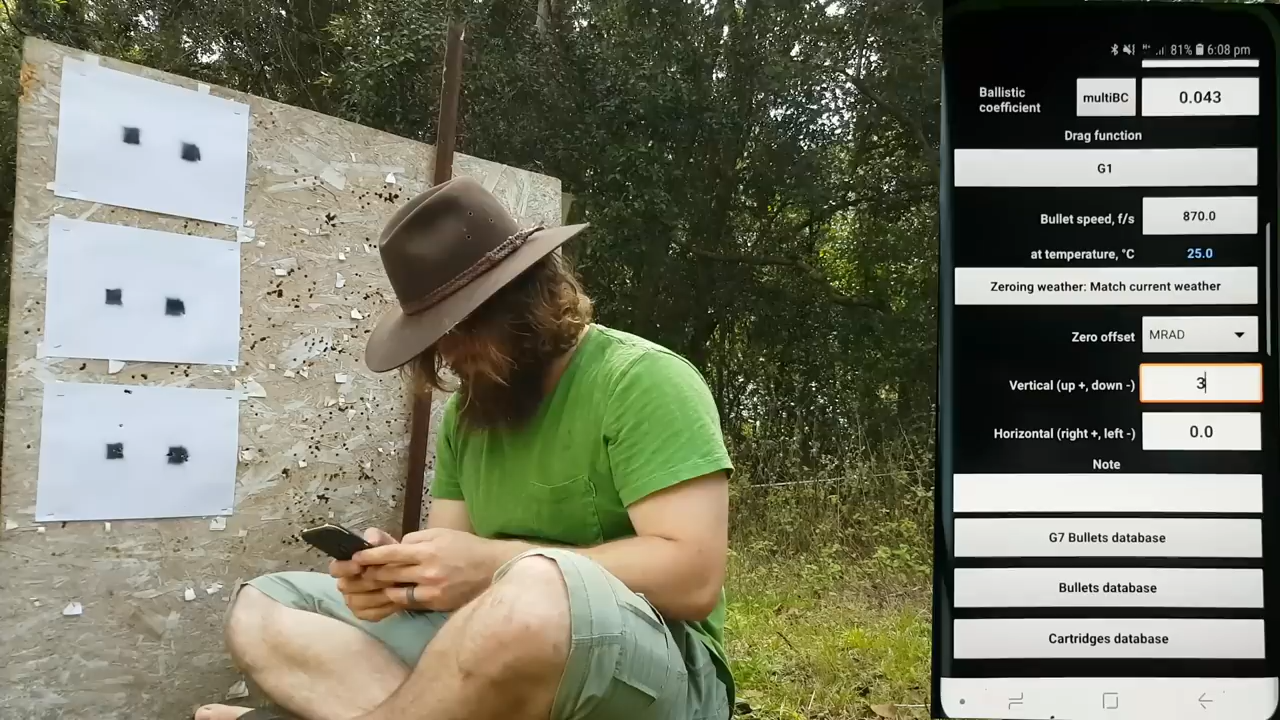 81% 6:08 pm
Ballistic
coefficient
multiBC
0.043
Drag function
G1
Bullet speed, f/s
870.0
at temperature, °C
25.0
Zeroing weather: Match current weather
Zero offset
MRAD
Vertical (up +, down -)
3
Horizontal (right +, left -)
0.0
Note
G7 Bullets database
Bullets database
Cartridges database